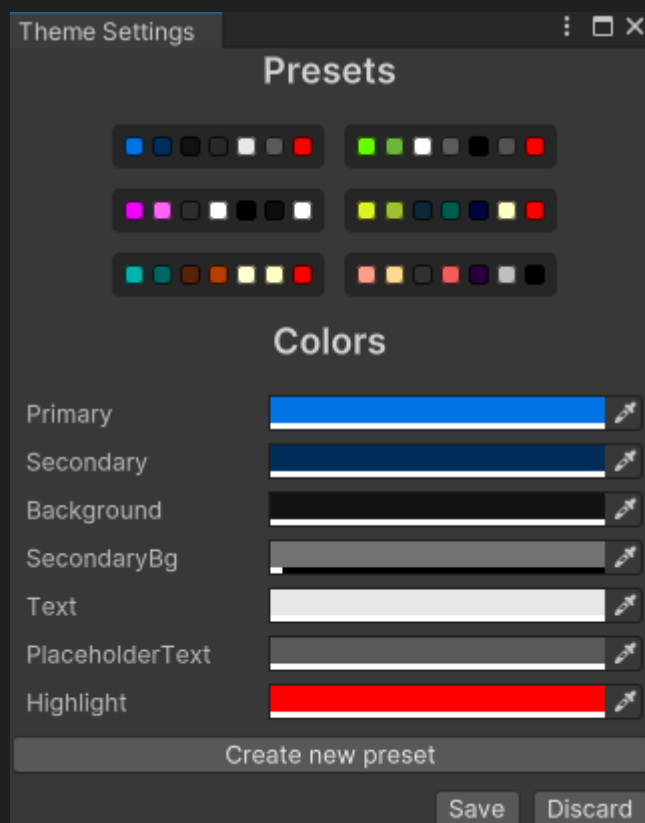 Theme Settings
Presets
Colors
Primary
Secondary
Background
SecondaryBg
Text
PlaceholderText
Highlight
Create new preset
Save Discard